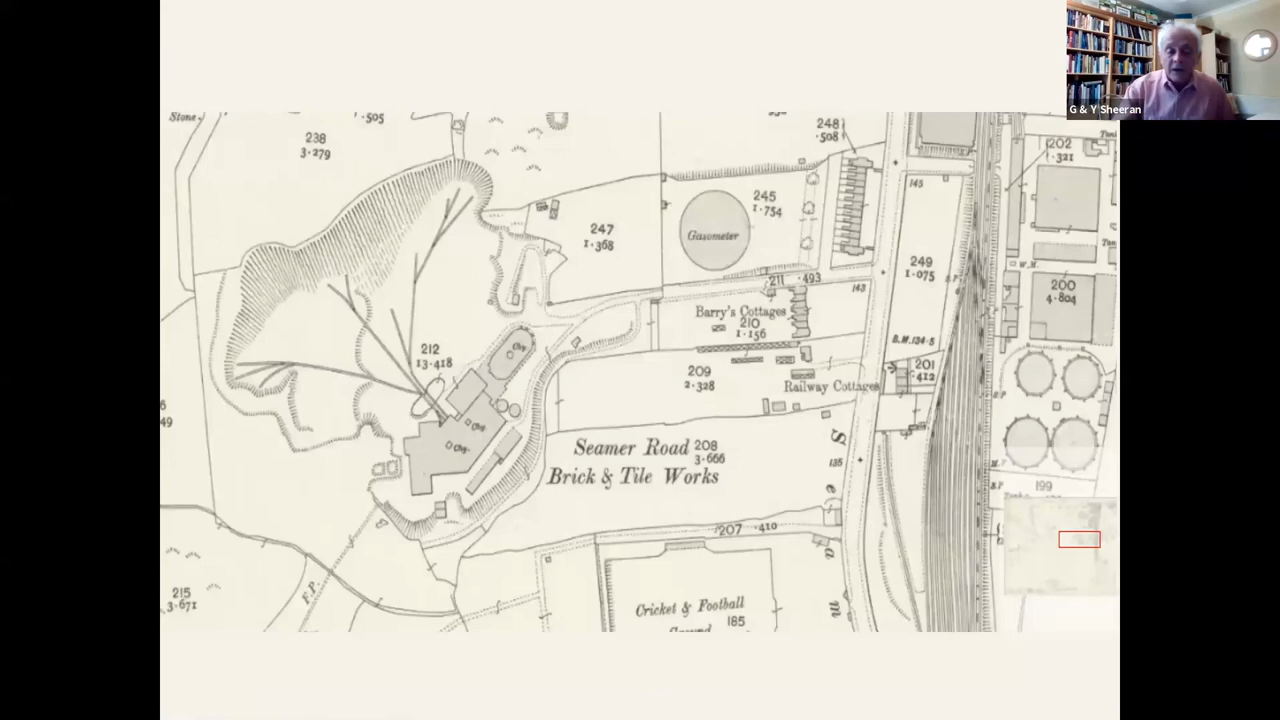 G & Y Sheeran
Stone.
·505
238
3·279
248
·508
202
·321
145
245
1·754
Gasometer
247
1·368
249
1·075
W.M.
200
4·804
211 ·493
143
Barry's Cottages
210
1·156
B.M.134·5
212
13·418
Chy.
209
2·328
Railway Cottages
201
·412
Chy.
Chy.
Seamer Road
208
3·666
Brick & Tile Works
S
e
a
m
135
199
207 ·410
F.P.
215
3·671
Cricket & Football
185